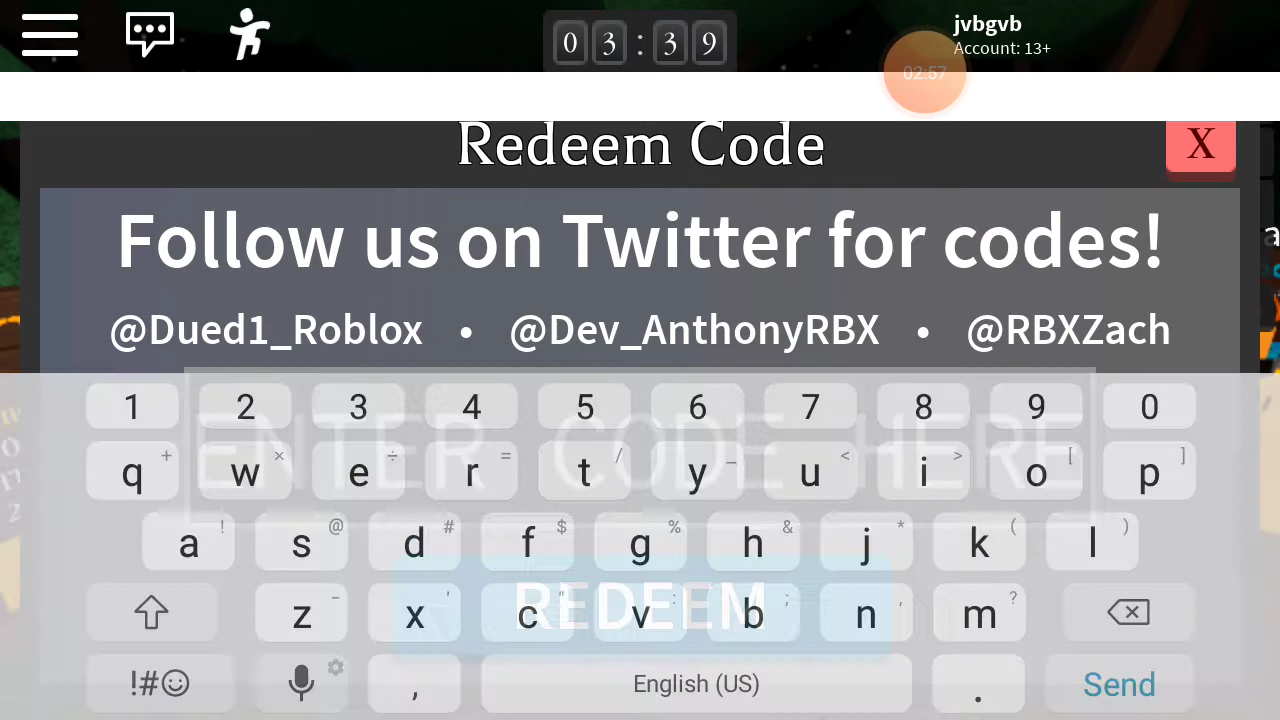 03:39
jvbgvb
Account: 13+
02:57
Redeem Code
X
Follow us on Twitter for codes!
@Dued1_Roblox • @Dev_AnthonyRBX • @RBXZach
ENTER CODE HERE
1 2 3 4 5 6 7 8 9 0
q + w × e ÷ r = t / y _ u < i > o [ p ]
a ! s @ d # f $ g % h & j * k ( l )
REDEEM
z - x ' c " v : b ; n , m ?
!#☺ , English (US) . Send